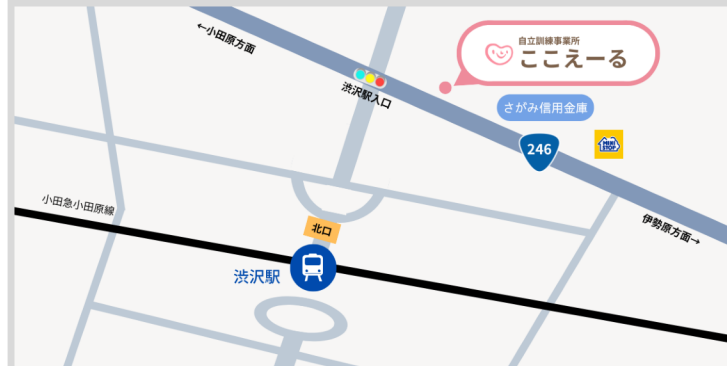 ←小田原方面
自立訓練事業所
ここえーる
渋沢駅入口
さがみ信用金庫
246
MINI
STOP
小田急小田原線
伊勢原方面→
北口
渋沢駅